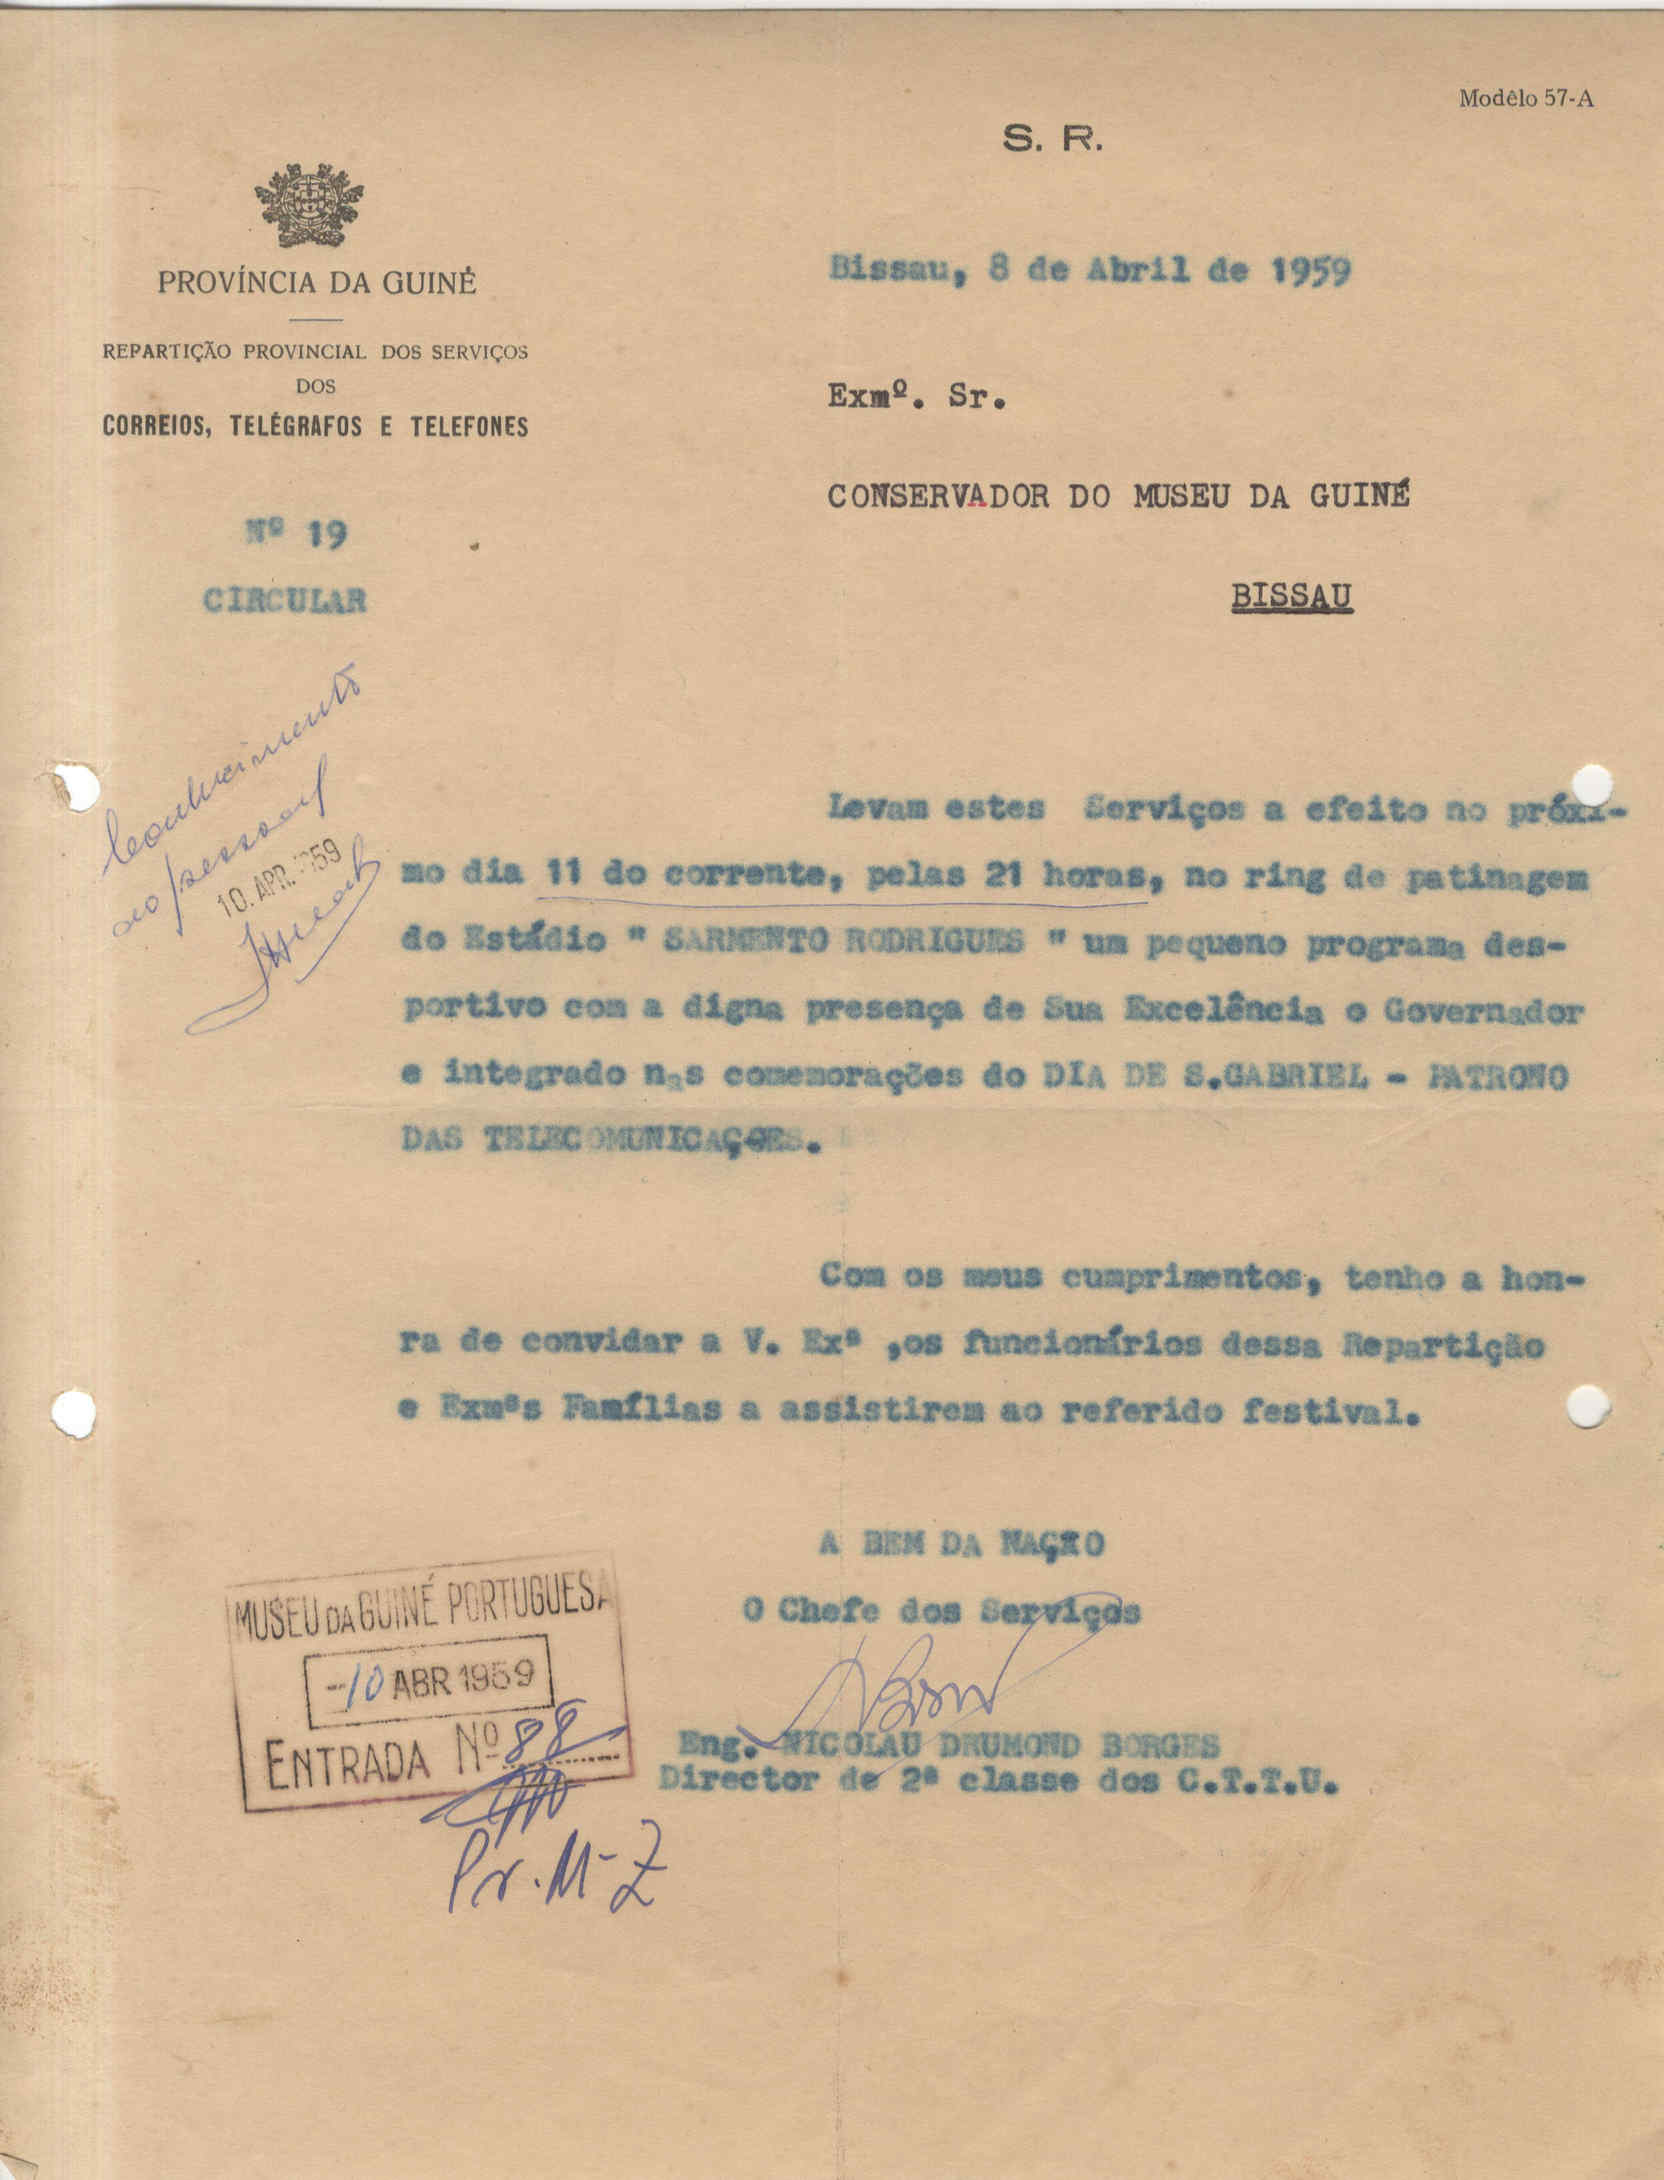 Modêlo 57-A
S. R.
PROVÍNCIA DA GUINÉ
REPARTIÇÃO PROVINCIAL DOS SERVIÇOS
DOS
CORREIOS, TELÉGRAFOS E TELEFONES
Nº 19
CIRCULAR
Bissau, 8 de Abril de 1959
Exmº. Sr.
CONSERVADOR DO MUSEU DA GUINÉ
BISSAU
Conhecimento
ao pessoal
10. APR. 1959
Levam estes Serviços a efeito no próxi-
mo dia 11 do corrente, pelas 21 horas, no ring de patinagem
do Estádio " SARMENTO RODRIGUES " um pequeno programa des-
portivo com a digna presença de Sua Excelência o Governador
e integrado nas comemorações do DIA DE S.GABRIEL - PATRONO
DAS TELECOMUNICAÇOES.
Com os meus cumprimentos, tenho a hon-
ra de convidar a V. Exª ,os funcionários dessa Repartição
e Exmªs Famílias a assistirem ao referido festival.
A BEM DA NAÇÃO
O Chefe dos Serviços
Eng. NICOLAU DRUMOND BORGES
Director de 2ª classe dos C.T.T.U.
MUSEU DA GUINÉ PORTUGUESA
-10 ABR 1959
ENTRADA Nº 88
Pr. M-Z